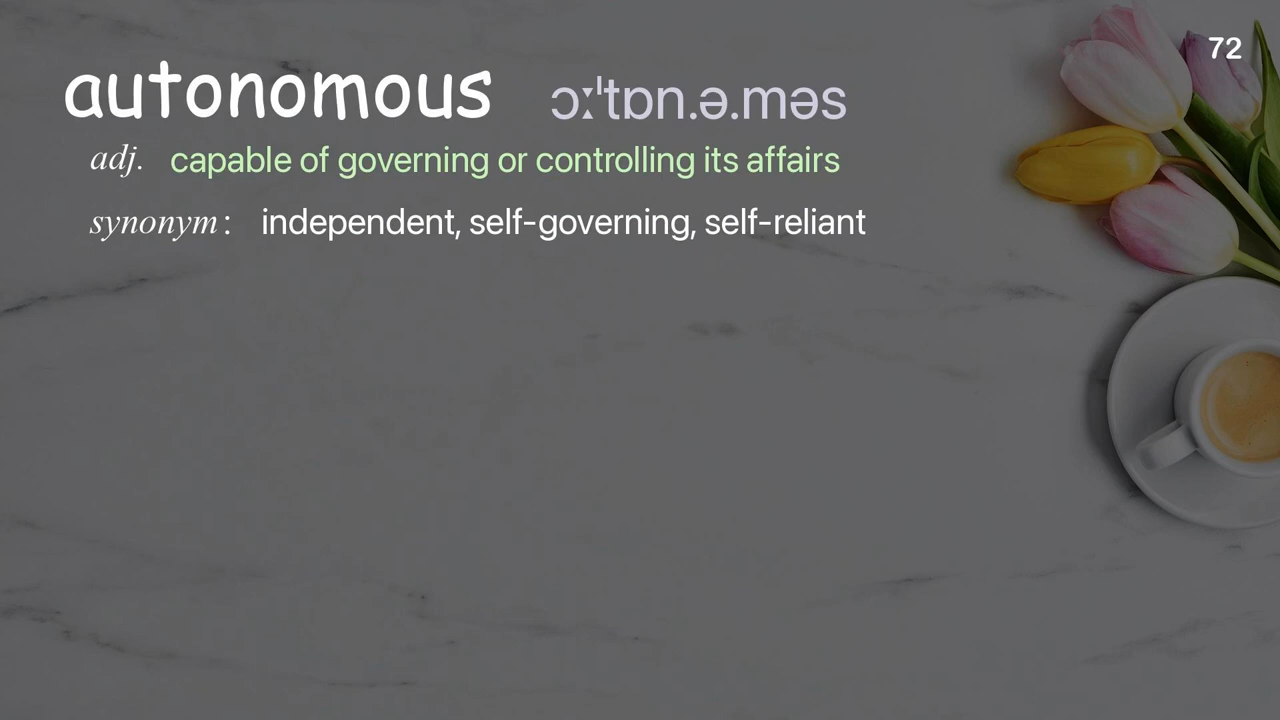 72
autonomous ɔːˈtɒn.ə.məs
adj. capable of governing or controlling its affairs
synonym: independent, self-governing, self-reliant